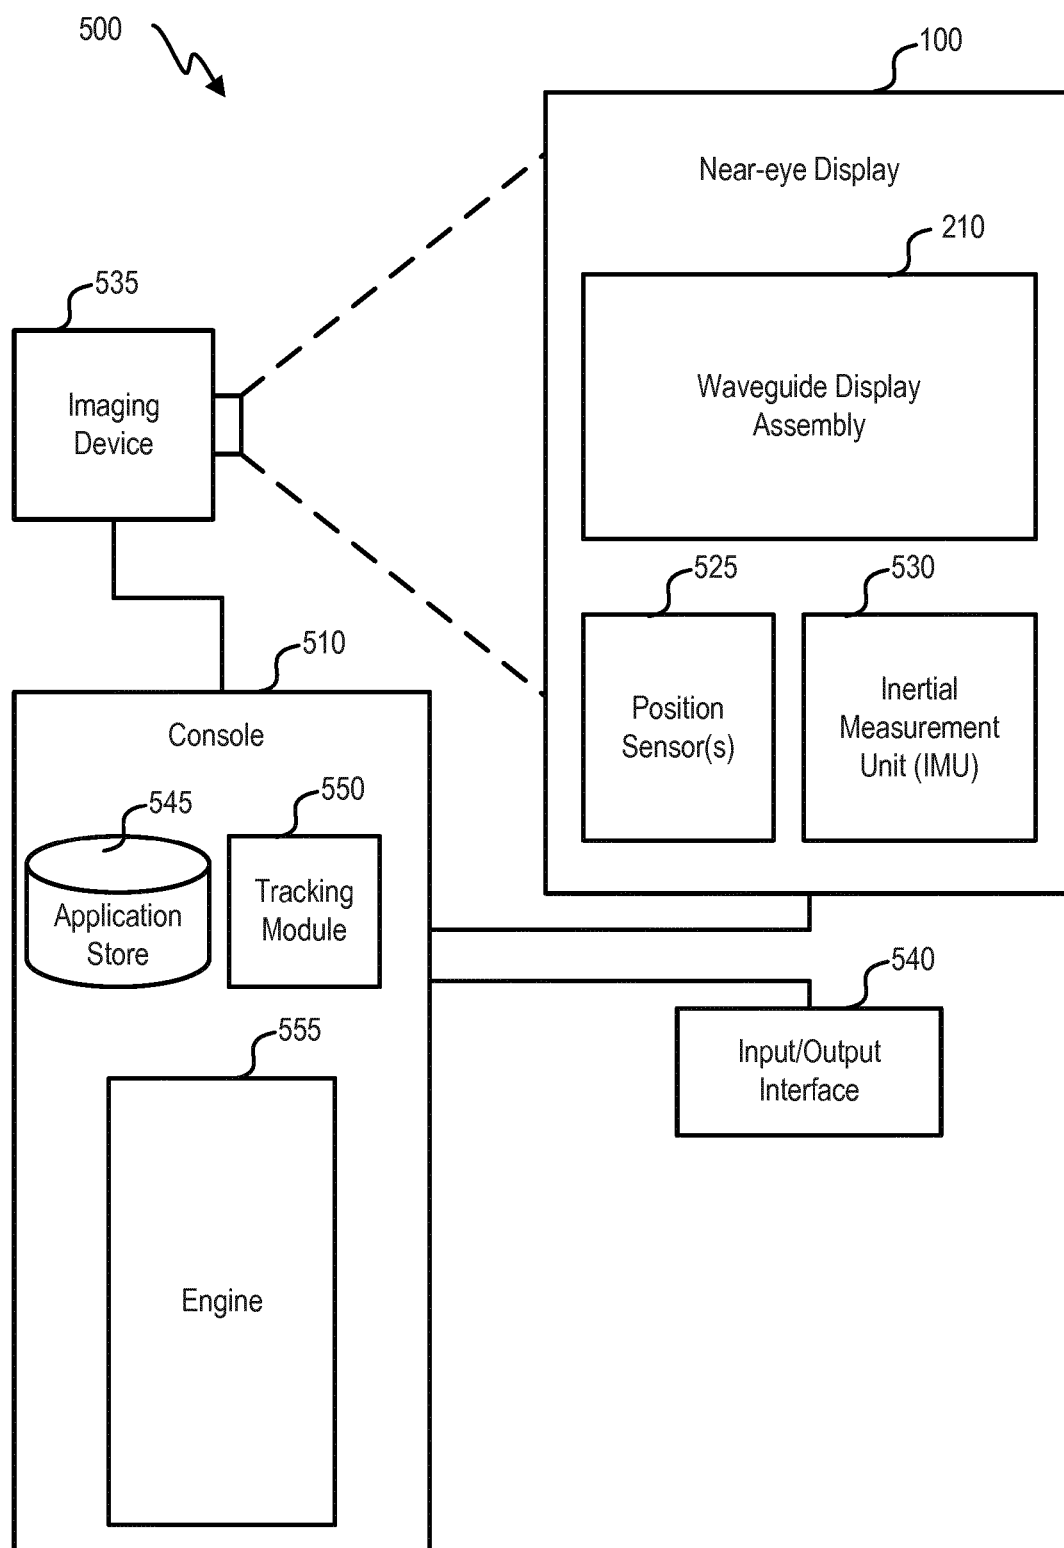 500
100
Near-eye Display
210
Waveguide Display
Assembly
535
Imaging
Device
525
530
Position
Sensor(s)
Inertial
Measurement
Unit (IMU)
510
Console
545
550
Application
Store
Tracking
Module
540
Input/Output
Interface
555
Engine